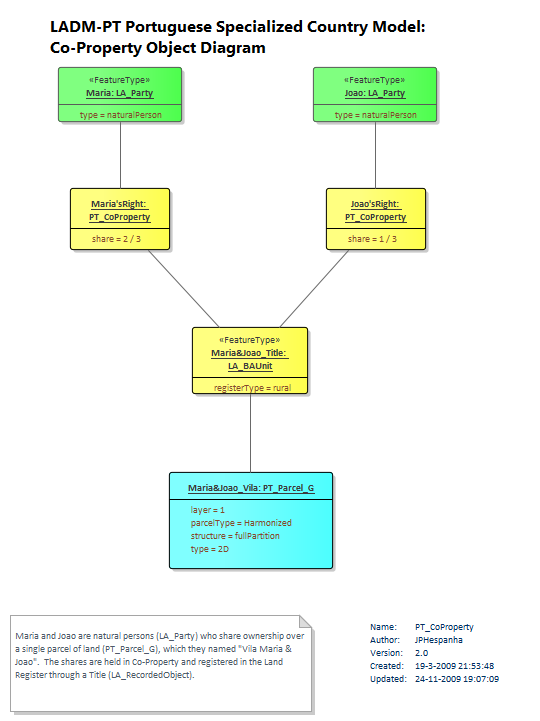 LADM-PT Portuguese Specialized Country Model:
Co-Property Object Diagram
«FeatureType»
Maria: LA_Party
type = naturalPerson
«FeatureType»
Joao: LA_Party
type = naturalPerson
Maria'sRight:
PT_CoProperty
share = 2 / 3
Joao'sRight:
PT_CoProperty
share = 1 / 3
«FeatureType»
Maria&Joao_Title:
LA_BAUnit
registerType = rural
Maria&Joao_Vila: PT_Parcel_G
layer = 1
parcelType = Harmonized
structure = fullPartition
type = 2D
Maria and Joao are natural persons (LA_Party) who share ownership over
a single parcel of land (PT_Parcel_G), which they named "Vila Maria &
Joao".  The shares are held in Co-Property and registered in the Land
Register through a Title (LA_RecordedObject).
Name: PT_CoProperty
Author: JPHespanha
Version: 2.0
Created: 19-3-2009 21:53:48
Updated: 24-11-2009 19:07:09